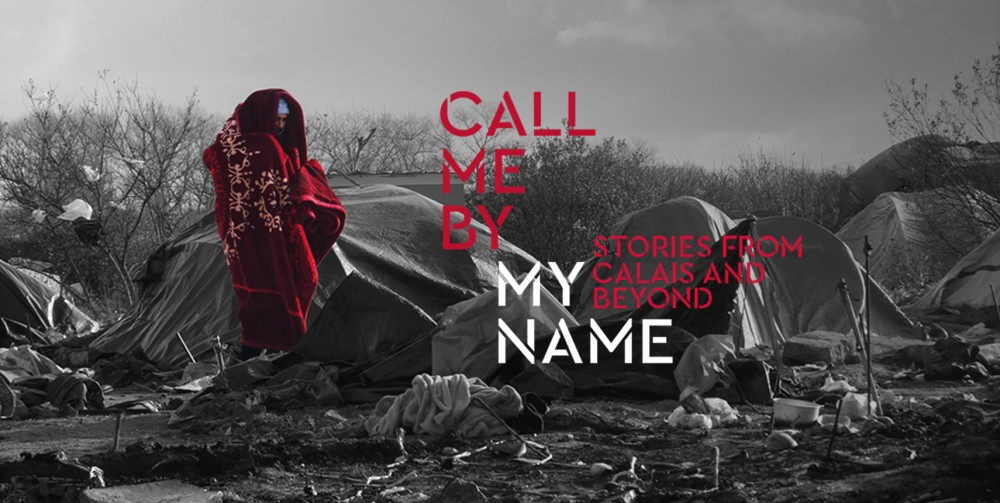 CALL
ME
BY
MY
NAME
STORIES FROM
CALAIS AND
BEYOND